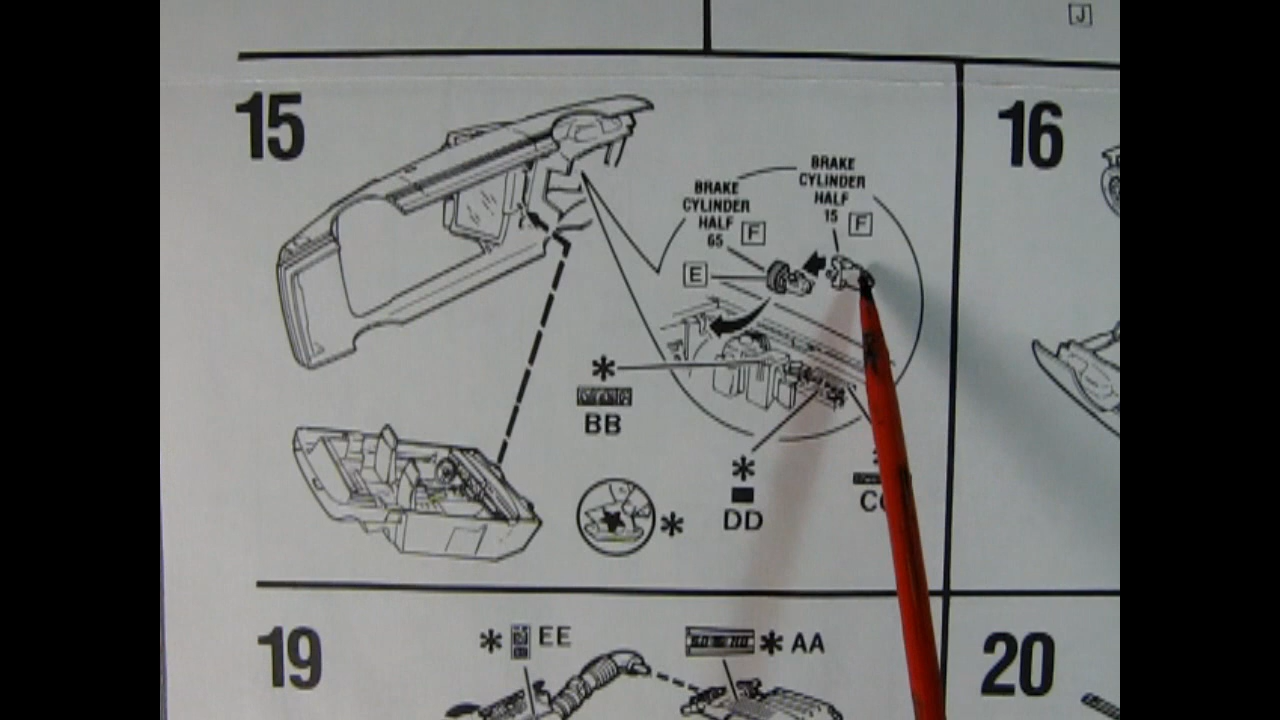 J
15
16
BRAKE
CYLINDER
HALF
65
F
BRAKE
CYLINDER
HALF
15
F
E
*
BB
*
DD
*
19
* EE
* AA
20